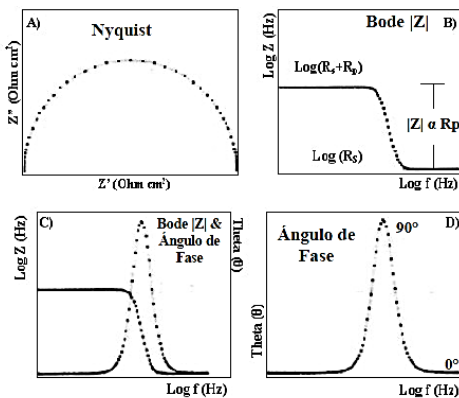 A)
Nyquist
Z" (Ohm cm²)
Z' (Ohm cm²)
Bode |Z|
B)
Log Z (Hz)
Log(Rs+Rp)
|Z| α Rp
Log (RS)
Log f (Hz)
C)
Bode |Z| &
Ángulo de
Fase
Log Z (Hz)
Theta (θ)
Log f (Hz)
D)
Ángulo de
Fase
90°
Theta (θ)
0°
Log f (Hz)